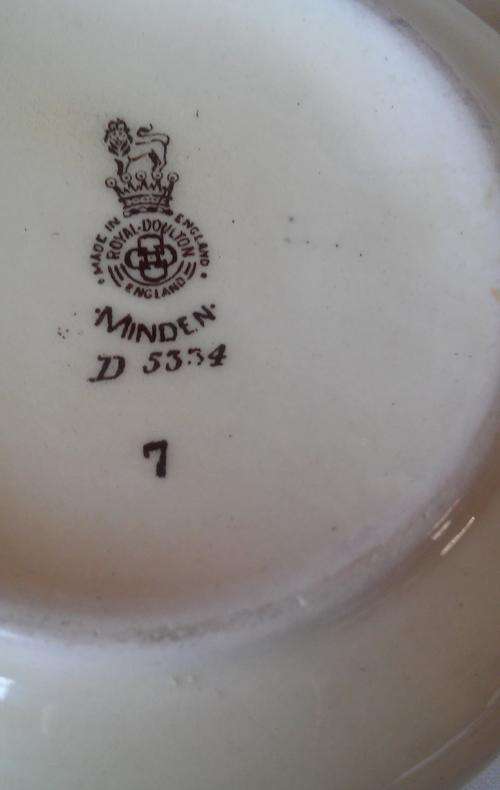 MADE IN ENGLAND
ROYAL·DOULTON
ENGLAND
·MINDEN·
D 5334
7